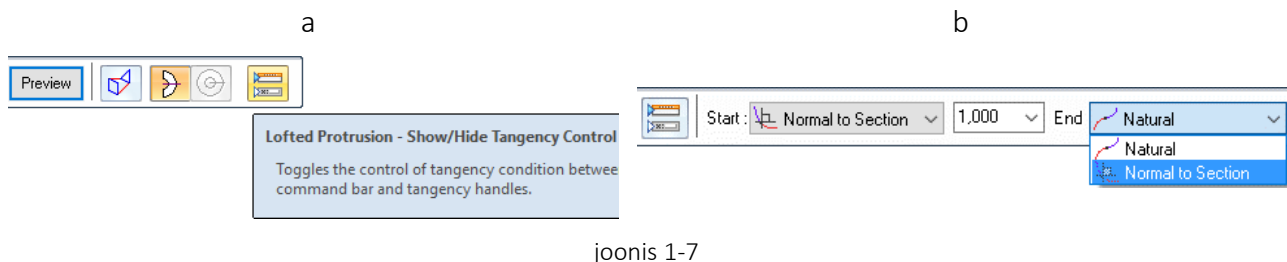 a
b
Preview
Lofted Protrusion - Show/Hide Tangency Control
Toggles the control of tangency condition betwee
command bar and tangency handles.
Start : Normal to Section 1,000 End Natural
Natural
Normal to Section
joonis 1-7